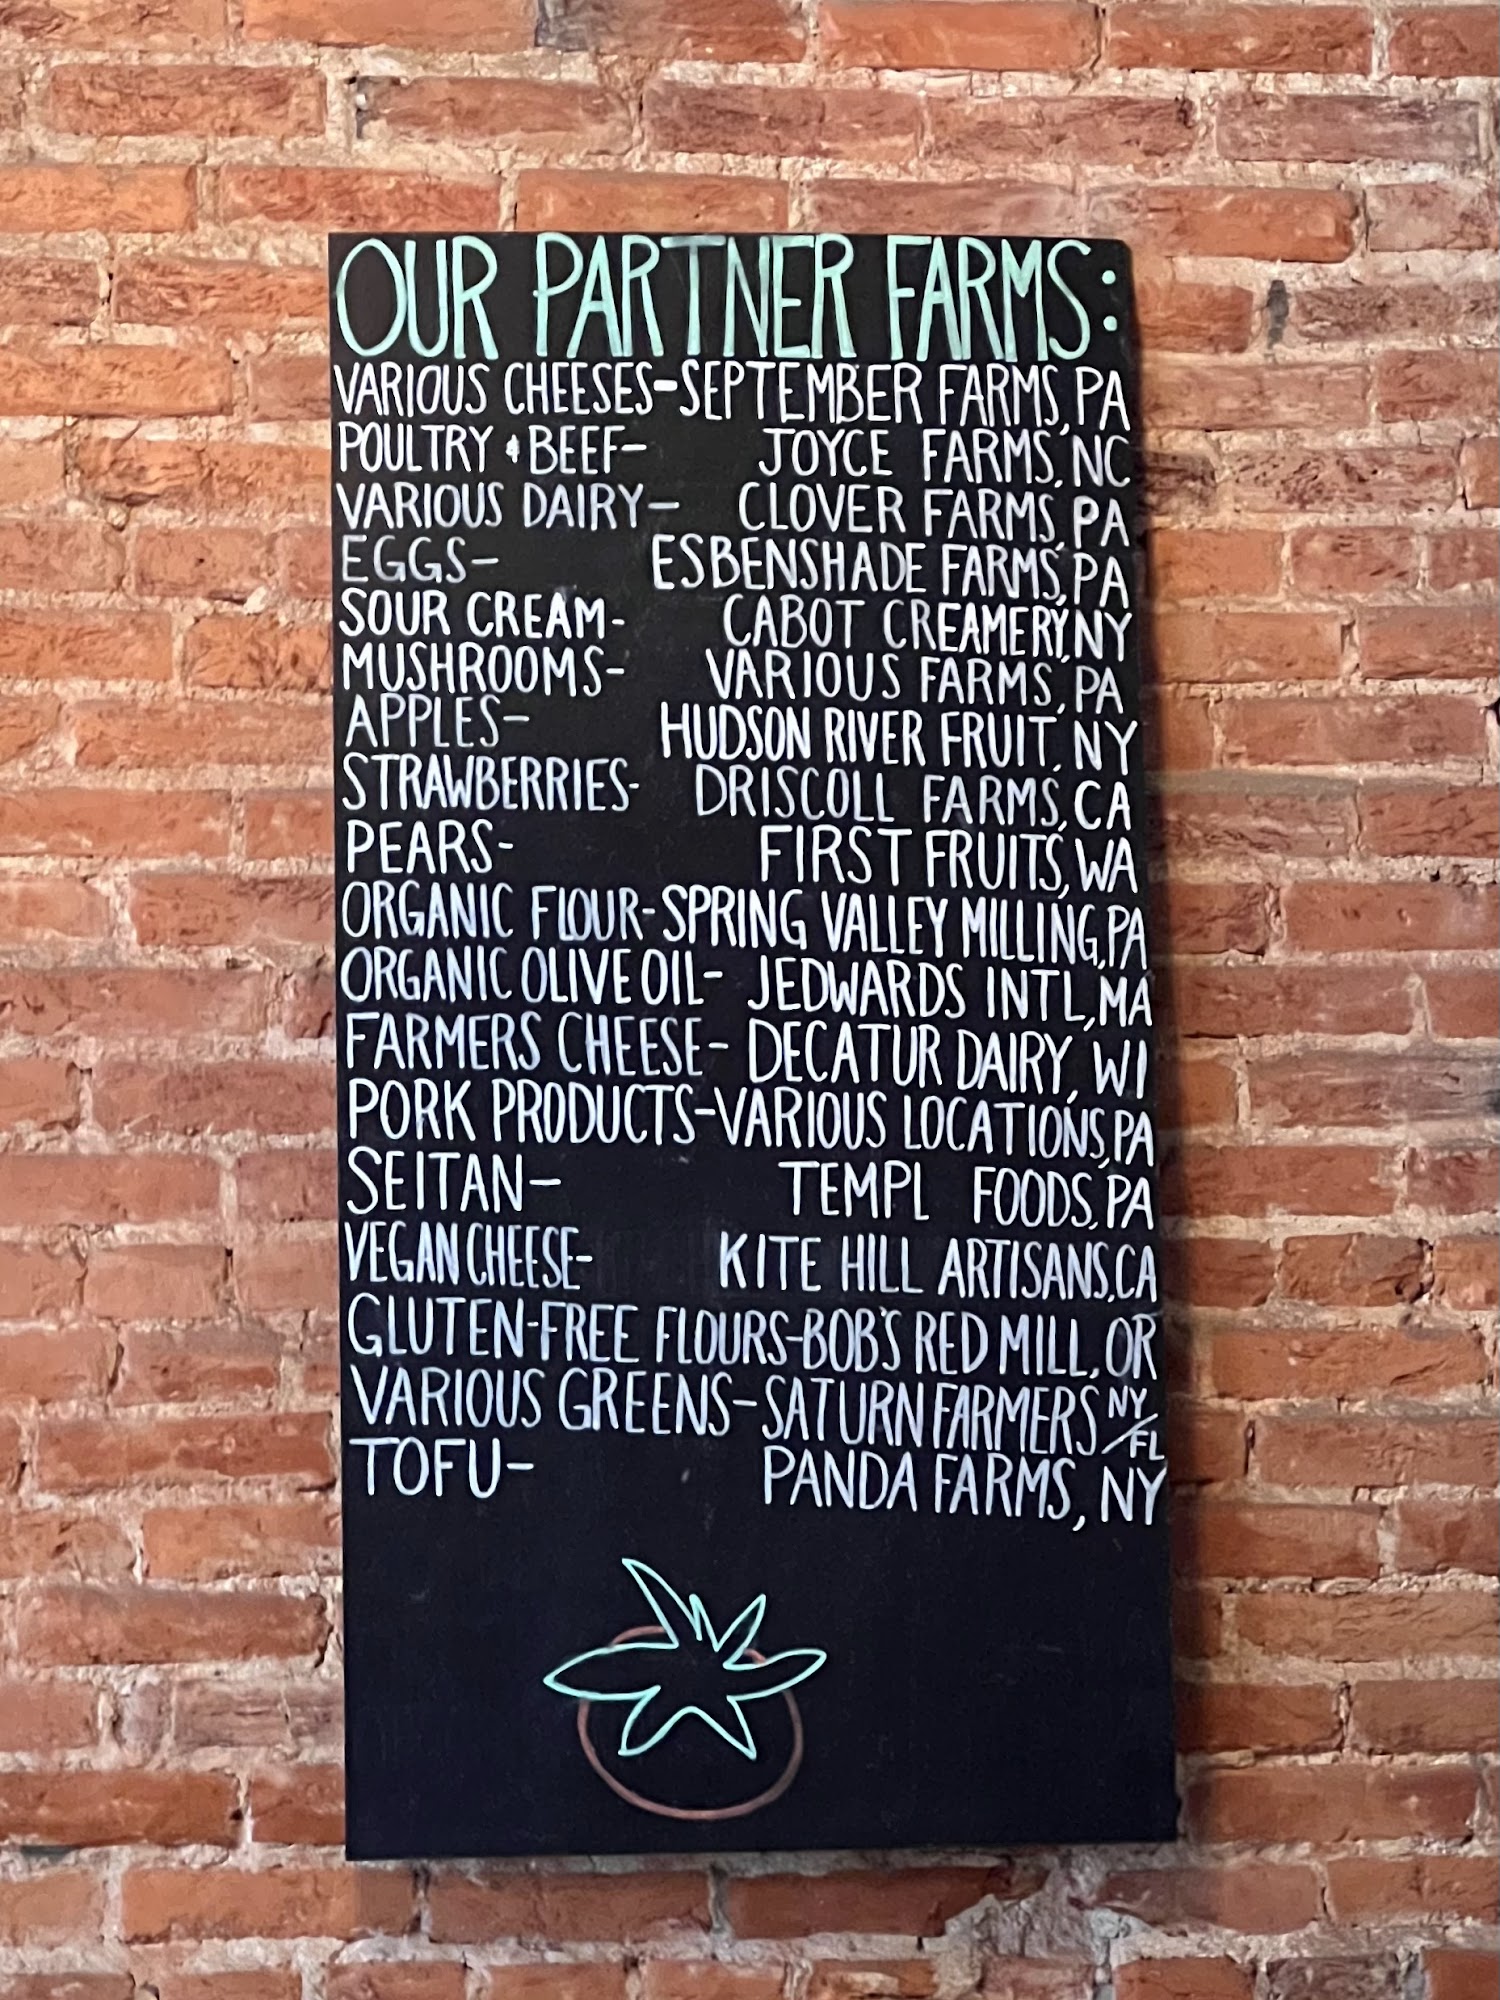 OUR PARTNER FARMS:
VARIOUS CHEESES-SEPTEMBER FARMS, PA
POULTRY & BEEF- JOYCE FARMS, NC
VARIOUS DAIRY- CLOVER FARMS, PA
EGGS- ESBENSHADE FARMS, PA
SOUR CREAM- CABOT CREAMERY, NY
MUSHROOMS- VARIOUS FARMS, PA
APPLES- HUDSON RIVER FRUIT, NY
STRAWBERRIES- DRISCOLL FARMS, CA
PEARS- FIRST FRUITS, WA
ORGANIC FLOUR-SPRING VALLEY MILLING, PA
ORGANIC OLIVE OIL- JEDWARDS INTL, MA
FARMERS CHEESE- DECATUR DAIRY, WI
PORK PRODUCTS-VARIOUS LOCATIONS, PA
SEITAN- TEMPL FOODS, PA
VEGAN CHEESE- KITE HILL ARTISANS, CA
GLUTEN-FREE FLOURS-BOB'S RED MILL, OR
VARIOUS GREENS-SATURN FARMERS NY/FL
TOFU- PANDA FARMS, NY